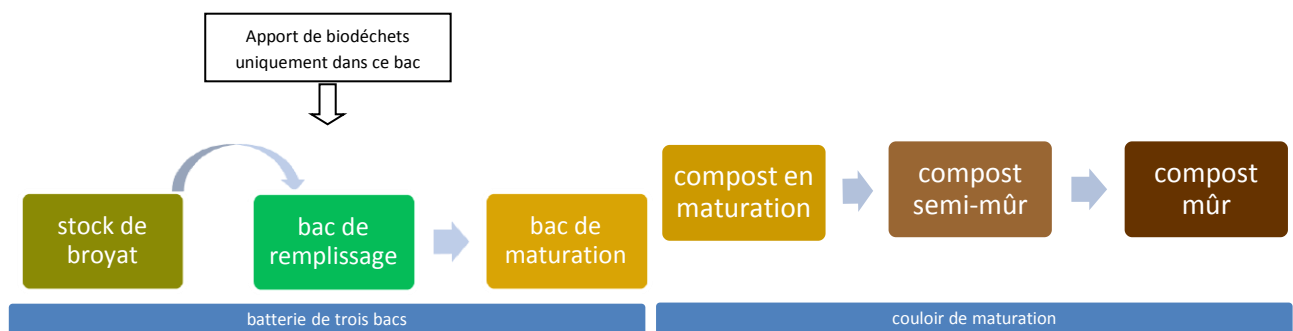 Apport de biodéchets
uniquement dans ce bac
stock de
broyat
bac de
remplissage
bac de
maturation
compost en
maturation
compost
semi-mûr
compost
mûr
batterie de trois bacs
couloir de maturation